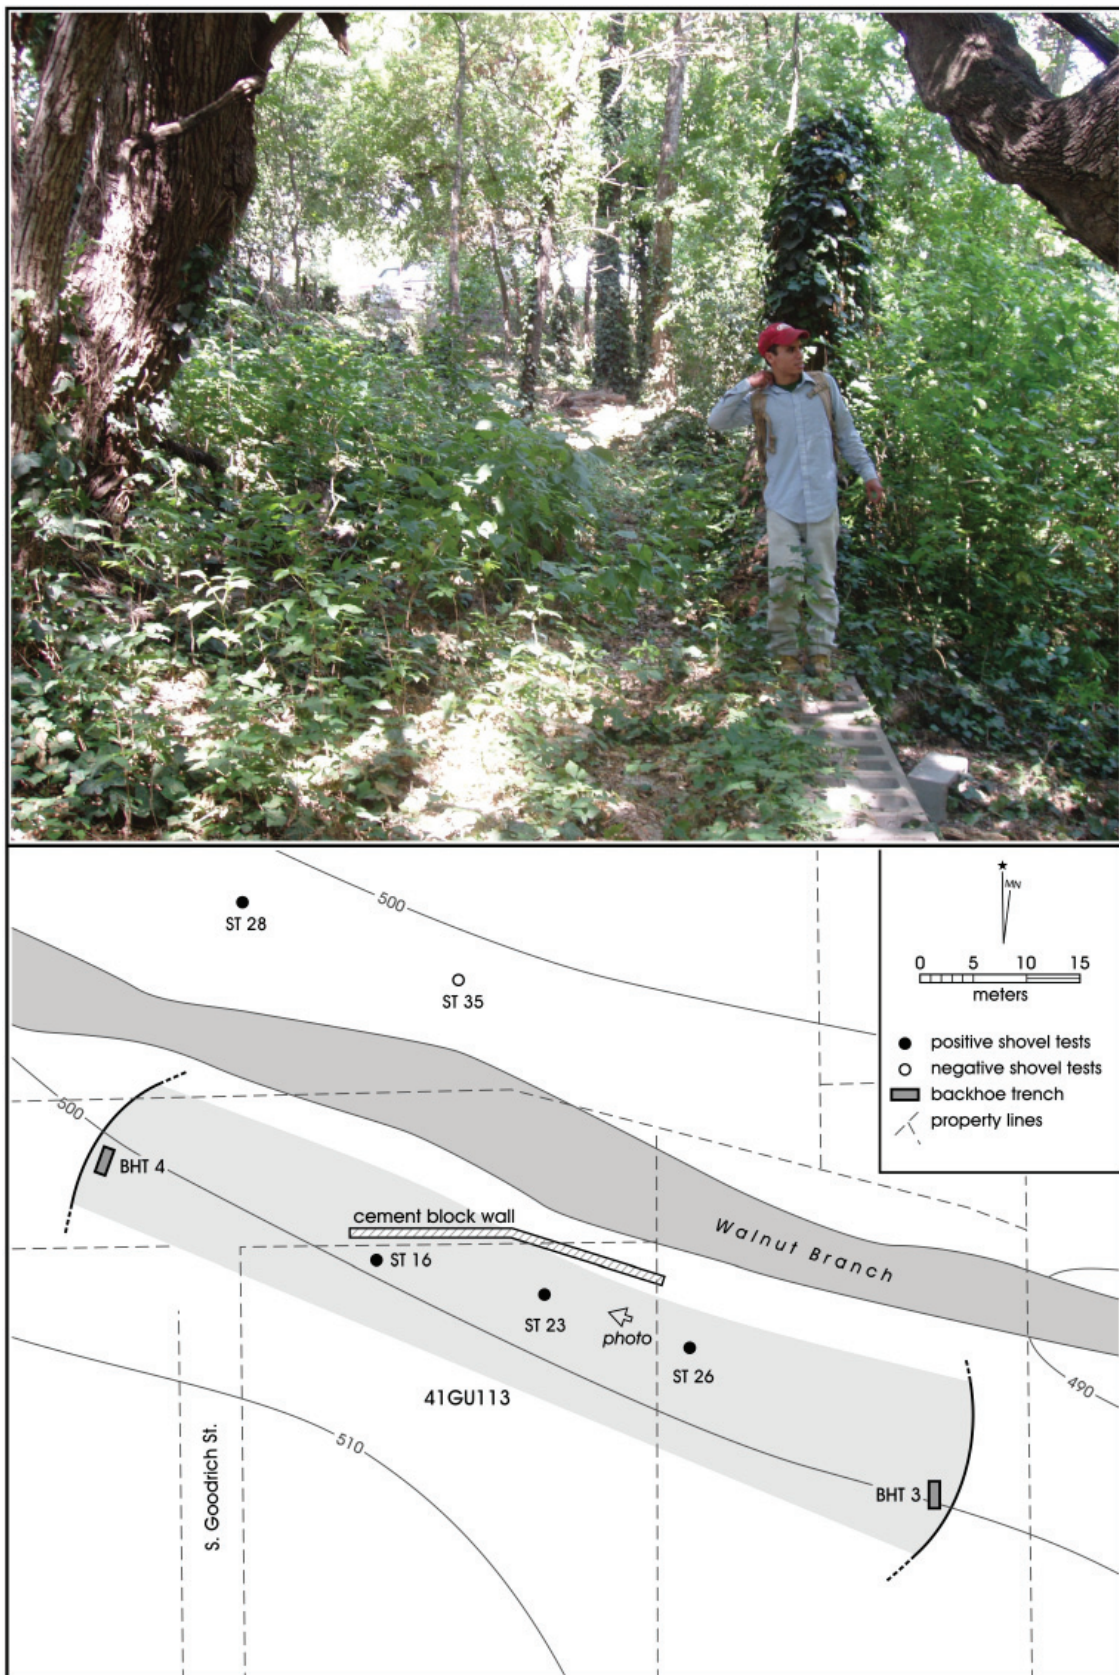 500
ST 28
ST 35
MN
0 5 10 15
meters
positive shovel tests
negative shovel tests
backhoe trench
property lines
500
BHT 4
cement block wall
Walnut Branch
ST 16
ST 23
photo
ST 26
490
41GU113
510
S. Goodrich St.
BHT 3